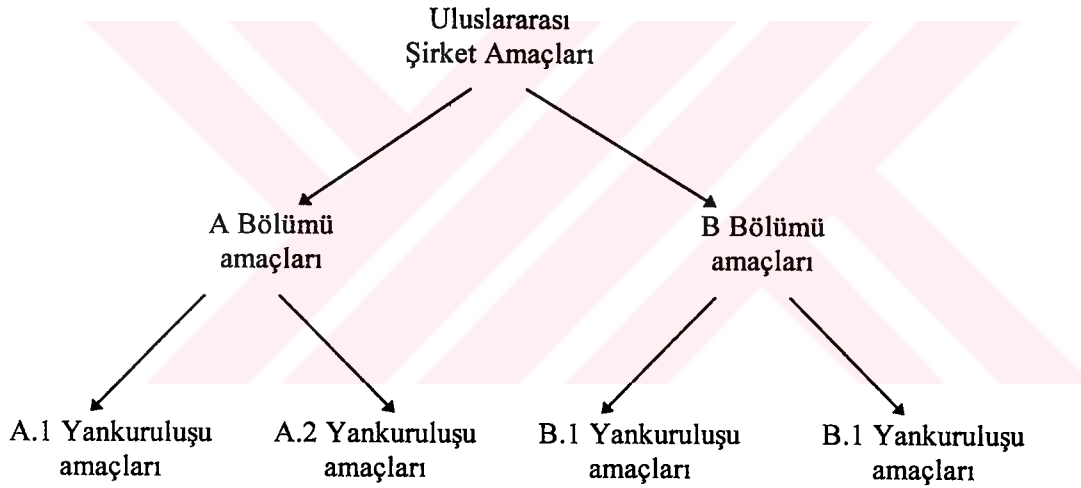 Uluslararası
Şirket Amaçları
A Bölümü
amaçları
B Bölümü
amaçları
A.1 Yankuruluşu
amaçları
A.2 Yankuruluşu
amaçları
B.1 Yankuruluşu
amaçları
B.1 Yankuruluşu
amaçları